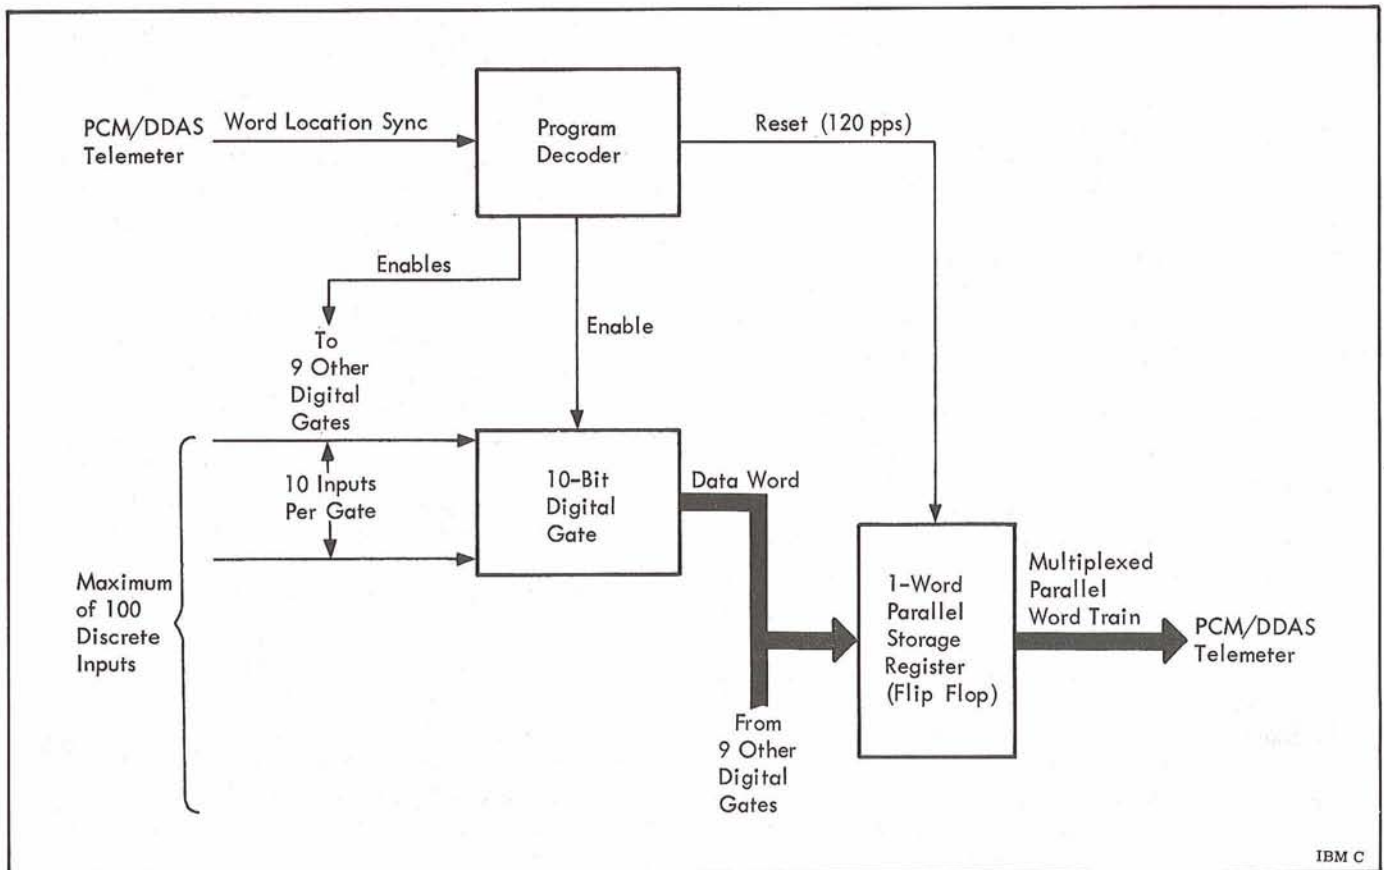 PCM/DDAS
Telemeter
Word Location Sync
Program
Decoder
Reset (120 pps)
Enables
Enable
To
9 Other
Digital
Gates
10 Inputs
Per Gate
10-Bit
Digital
Gate
Data Word
Maximum
of 100
Discrete
Inputs
From
9 Other
Digital
Gates
1-Word
Parallel
Storage
Register
(Flip Flop)
Multiplexed
Parallel
Word Train
PCM/DDAS
Telemeter
IBM C